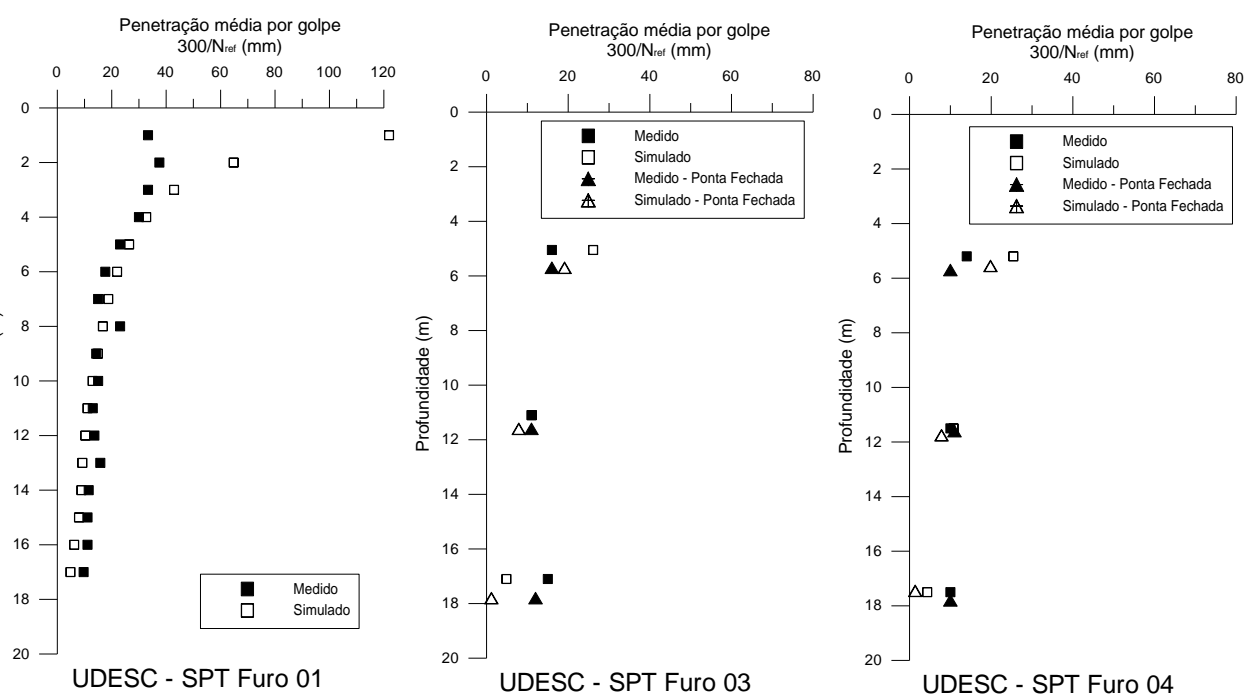 Penetração média por golpe
300/Nref (mm)
0 20 40 60 80 100 120
0
2
4
6
8
10
12
14
16
18
20
Medido
Simulado
UDESC - SPT Furo 01
Penetração média por golpe
300/Nref (mm)
0 20 40 60 80
Profundidade (m)
0
2
4
6
8
10
12
14
16
18
20
Medido
Simulado
Medido - Ponta Fechada
Simulado - Ponta Fechada
UDESC - SPT Furo 03
Penetração média por golpe
300/Nref (mm)
0 20 40 60 80
Profundidade (m)
0
2
4
6
8
10
12
14
16
18
20
Medido
Simulado
Medido - Ponta Fechada
Simulado - Ponta Fechada
UDESC - SPT Furo 04